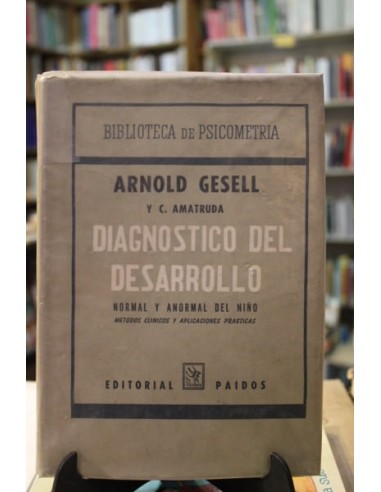 BIBLIOTECA DE PSICOMETRIA
ARNOLD GESELL
Y C. AMATRUDA
DIAGNOSTICO DEL
DESARROLLO
NORMAL Y ANORMAL DEL NIÑO
METODOS CLINICOS Y APLICACIONES PRACTICAS
EDITORIAL PAIDOS